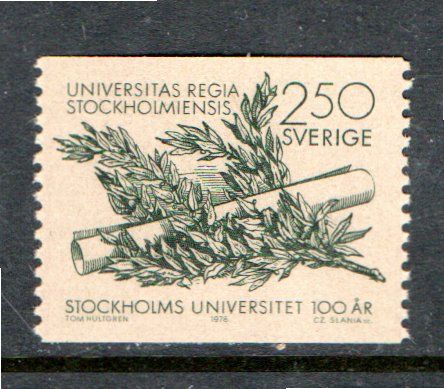 UNIVERSITAS REGIA
STOCKHOLMIENSIS
2.50
SVERIGE
STOCKHOLMS UNIVERSITET 100 ÅR
TOM HULTGREN 1978 CZ. SLANIA sc.